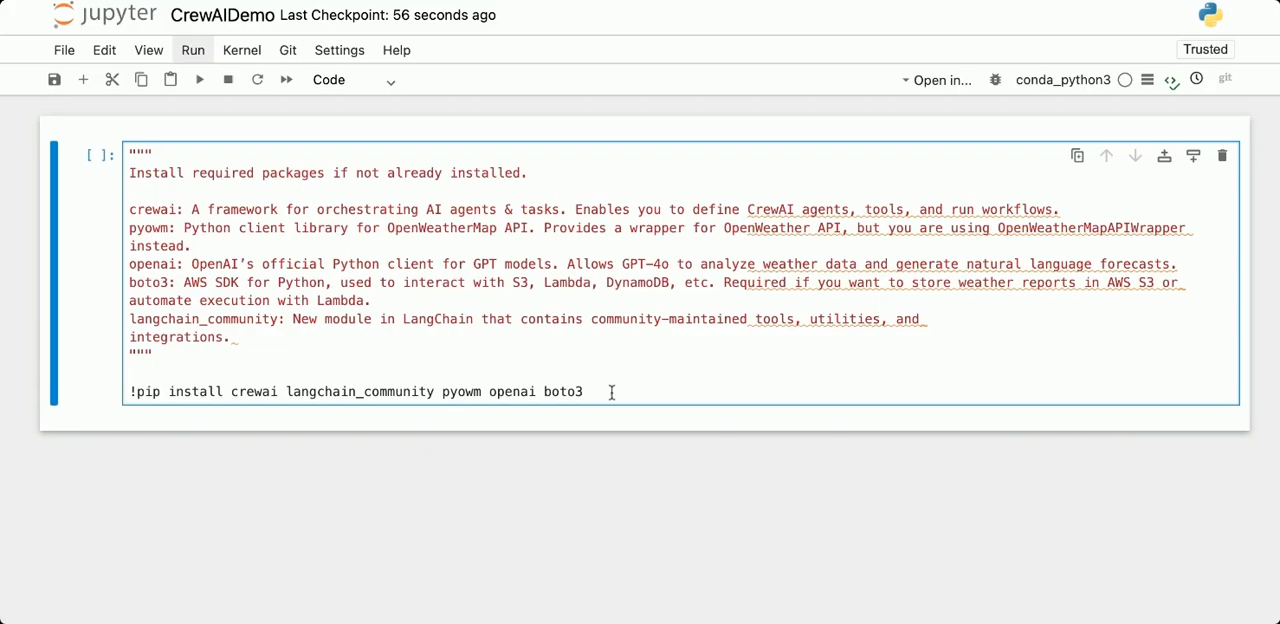 jupyter CrewAIDemo Last Checkpoint: 56 seconds ago
File Edit View Run Kernel Git Settings Help Trusted
Code Open in... conda_python3 git
[ ]: """
Install required packages if not already installed.
crewai: A framework for orchestrating AI agents & tasks. Enables you to define CrewAI agents, tools, and run workflows.
pyowm: Python client library for OpenWeatherMap API. Provides a wrapper for OpenWeather API, but you are using OpenWeatherMapAPIWrapper
instead.
openai: OpenAI’s official Python client for GPT models. Allows GPT-4o to analyze weather data and generate natural language forecasts.
boto3: AWS SDK for Python, used to interact with S3, Lambda, DynamoDB, etc. Required if you want to store weather reports in AWS S3 or
automate execution with Lambda.
langchain_community: New module in LangChain that contains community-maintained tools, utilities, and
integrations.
"""
!pip install crewai langchain_community pyowm openai boto3